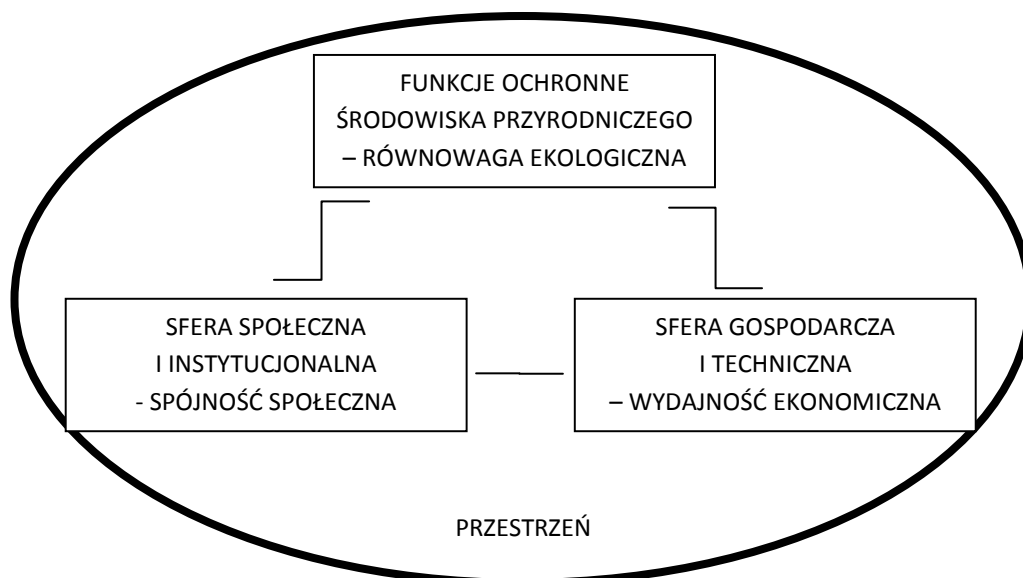 FUNKCJE OCHRONNE
ŚRODOWISKA PRZYRODNICZEGO
– RÓWNOWAGA EKOLOGICZNA
SFERA SPOŁECZNA
I INSTYTUCJONALNA
- SPÓJNOŚĆ SPOŁECZNA
SFERA GOSPODARCZA
I TECHNICZNA
– WYDAJNOŚĆ EKONOMICZNA
PRZESTRZEŃ